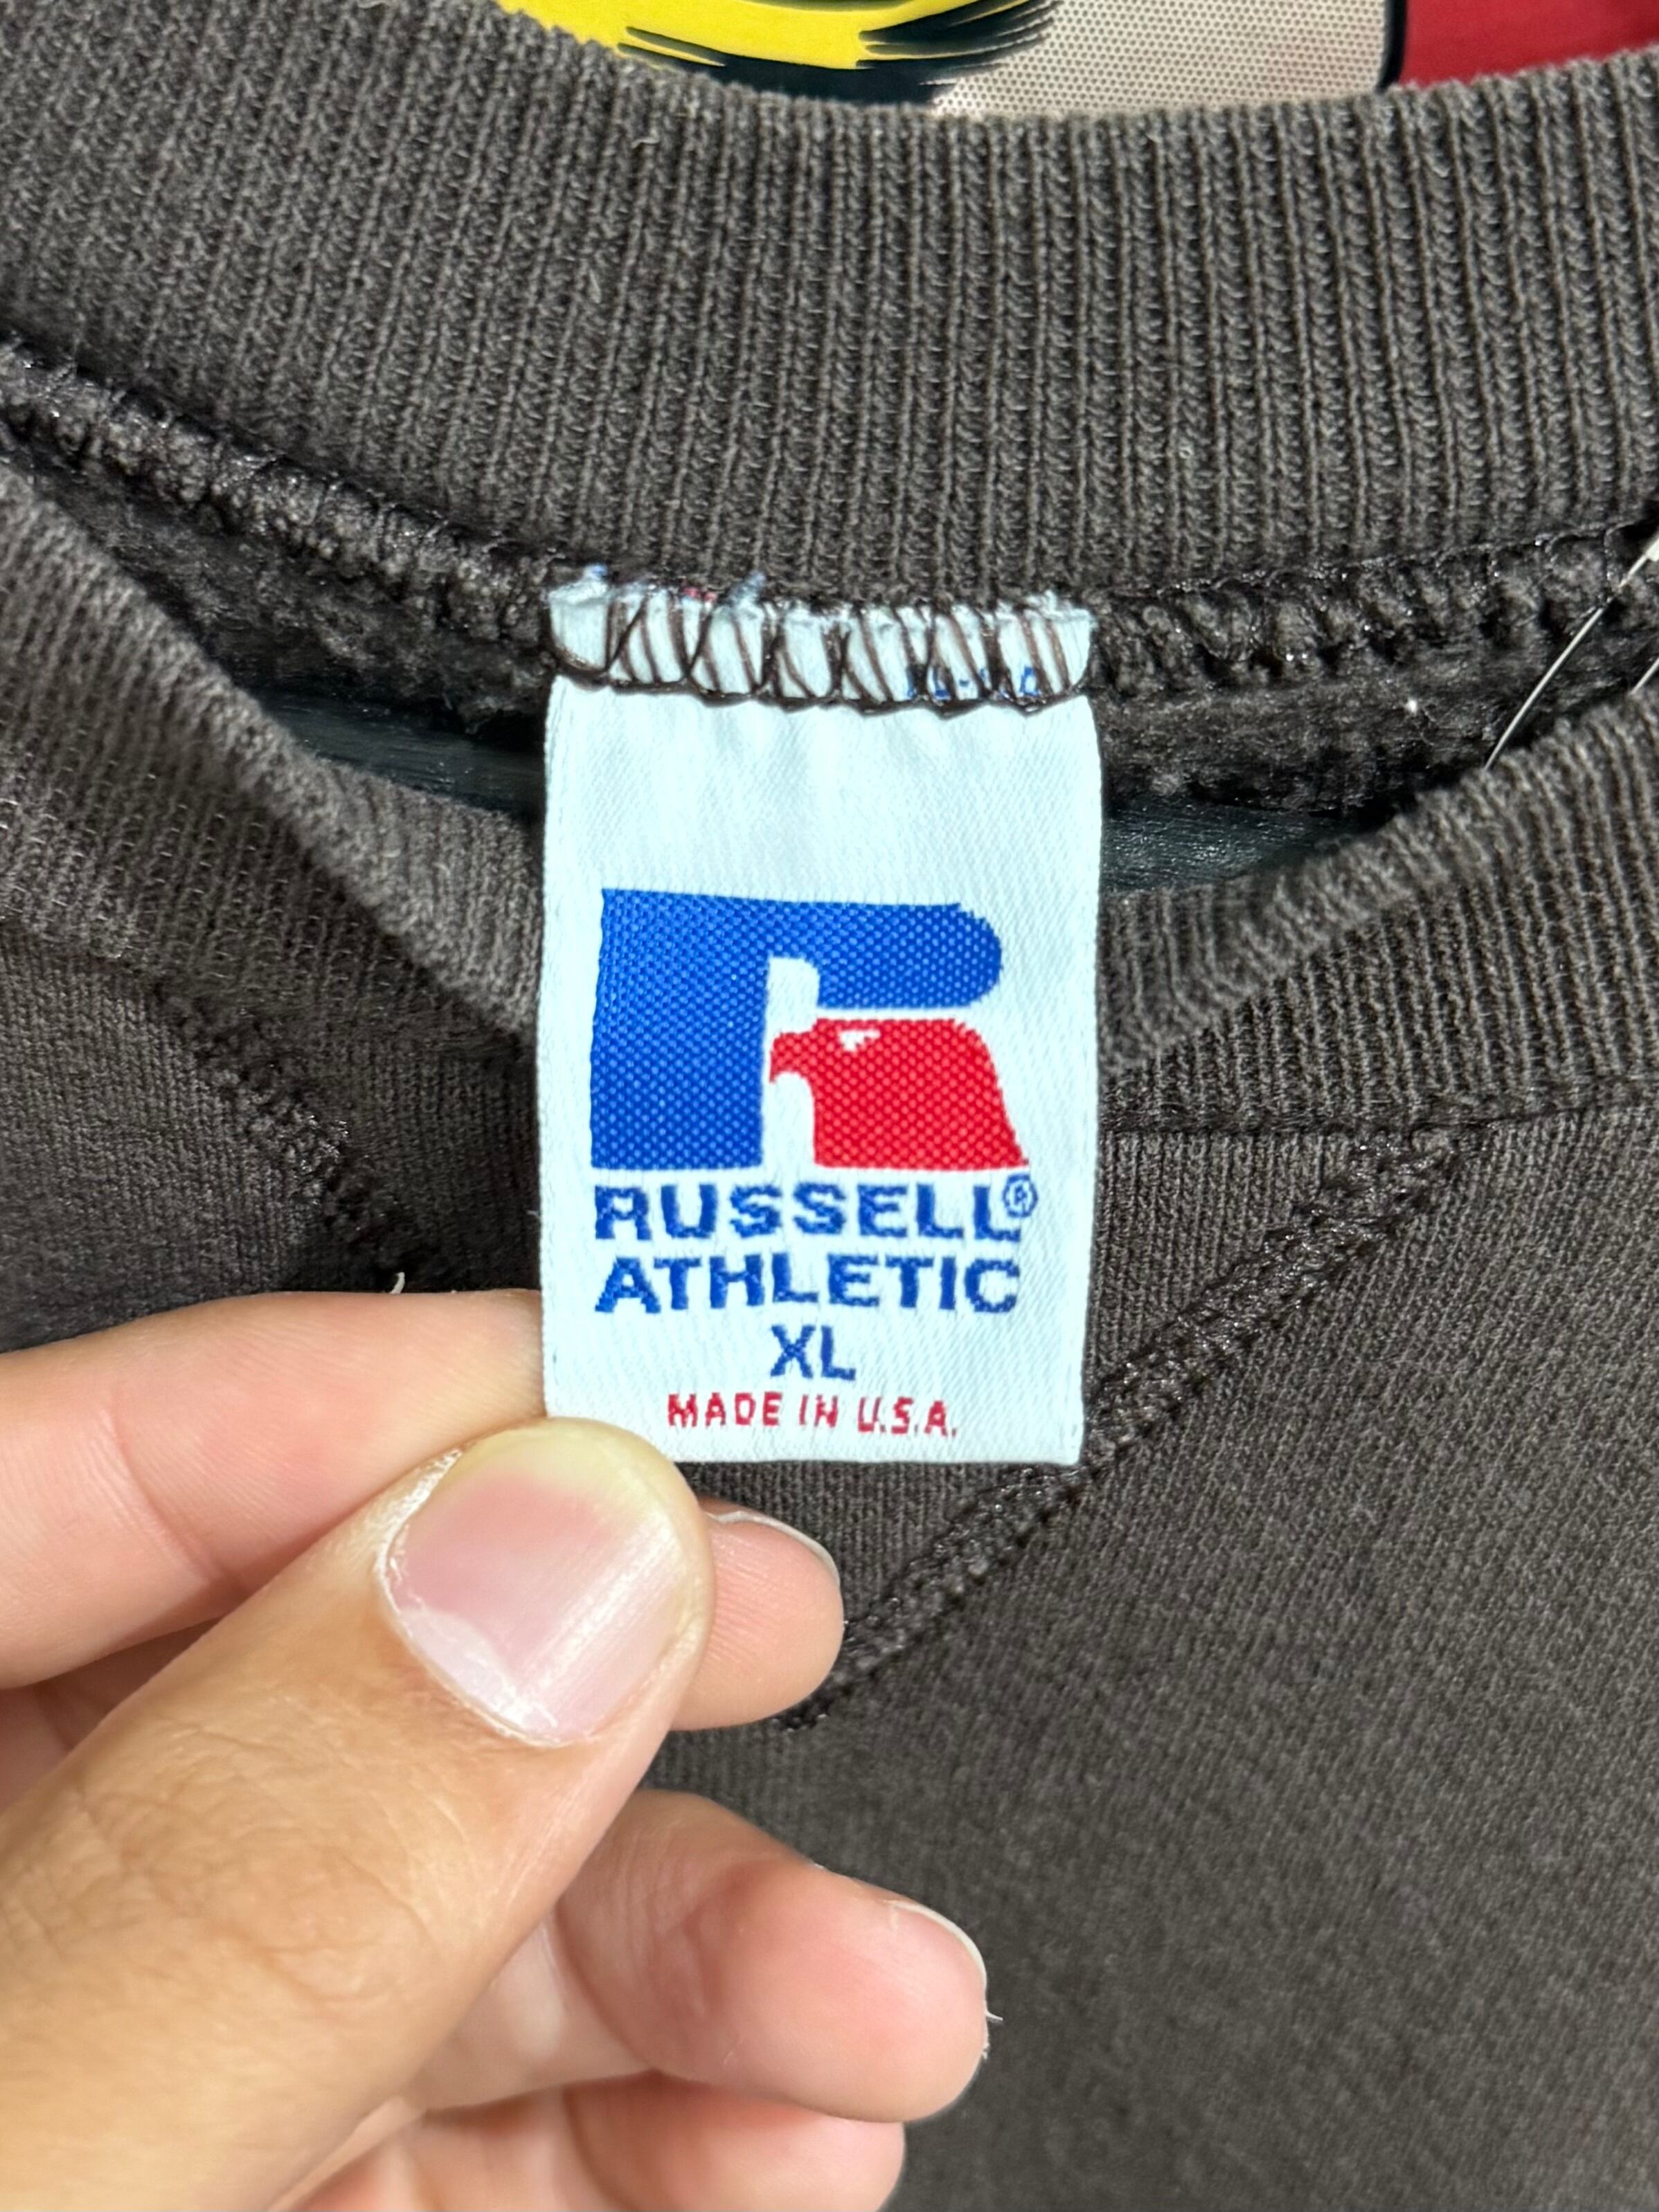 RUSSELL®
ATHLETIC
XL
MADE IN U.S.A.